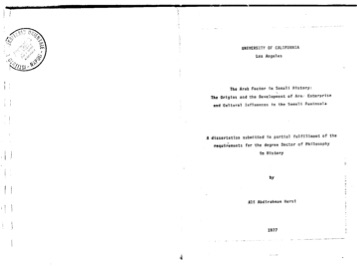 UNIVERSITY OF CALIFORNIA
Los Angeles
The Arab Factor in Somali History:
The Origins and the Development of Arab Enterprise
and Cultural Influences in the Somali Peninsula
A dissertation submitted in partial fulfillment of the
requirements for the degree Doctor of Philosophy
in History
by
Ali Abdirahman Hersi
1977
4